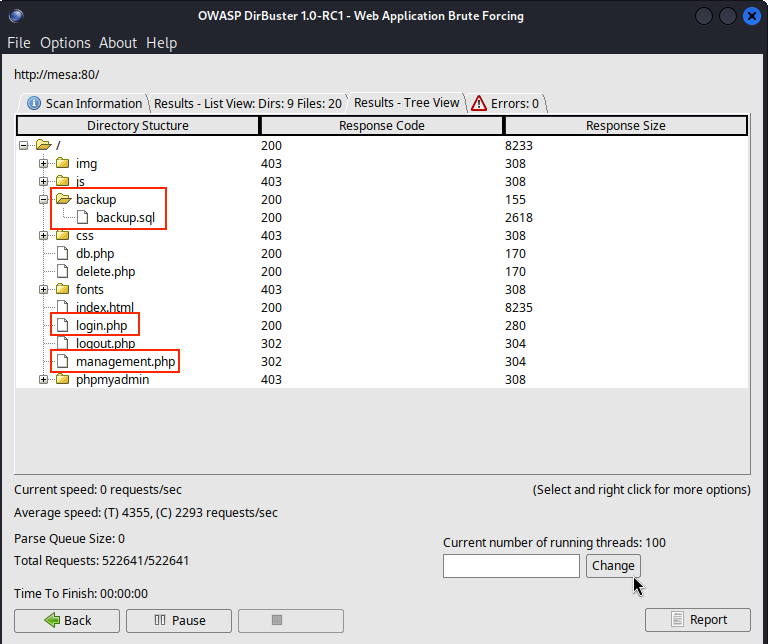 OWASP DirBuster 1.0-RC1 - Web Application Brute Forcing
File Options About Help
http://mesa:80/
Scan Information Results - List View: Dirs: 9 Files: 20 Results - Tree View Errors: 0
Directory Stucture Response Code Response Size
/ 200 8233
img 403 308
js 403 308
backup 200 155
backup.sql 200 2618
css 403 308
db.php 200 170
delete.php 200 170
fonts 403 308
index.html 200 8235
login.php 200 280
logout.php 302 304
management.php 302 304
phpmyadmin 403 308
Current speed: 0 requests/sec (Select and right click for more options)
Average speed: (T) 4355, (C) 2293 requests/sec
Parse Queue Size: 0
Current number of running threads: 100
Total Requests: 522641/522641
Change
Time To Finish: 00:00:00
Back Pause Report